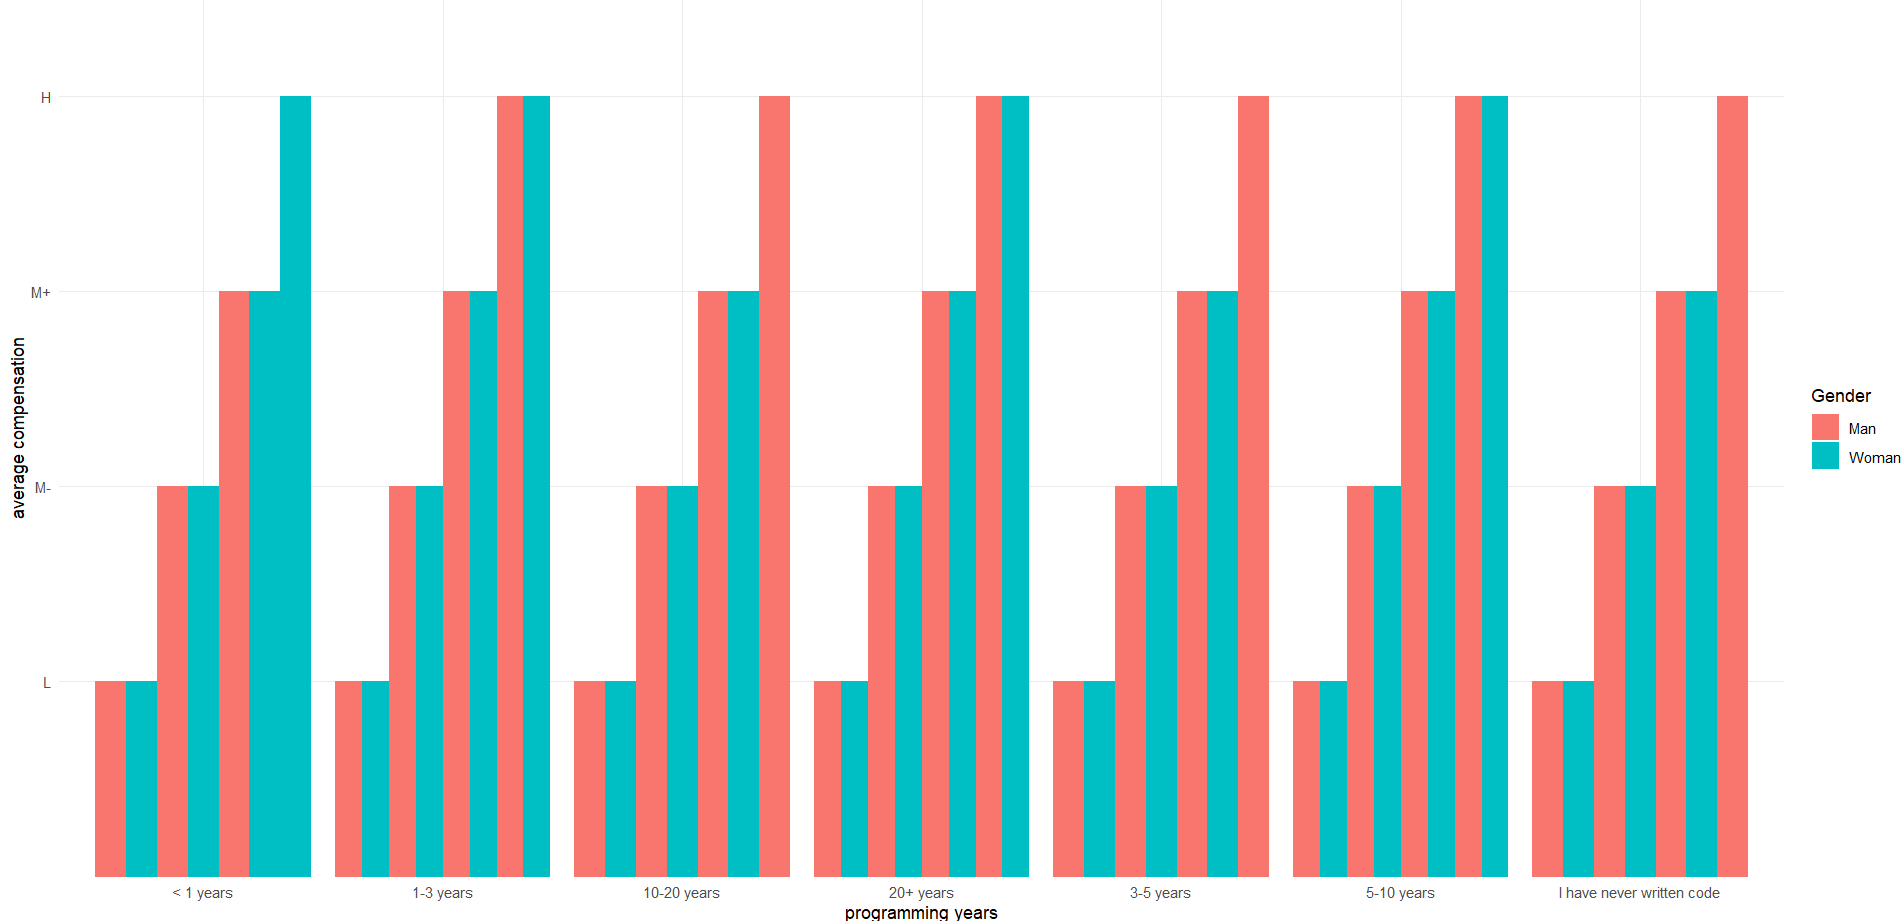 H
M+
M-
L
average compensation
< 1 years
1-3 years
10-20 years
20+ years
3-5 years
5-10 years
I have never written code
programming years
Gender
Man
Woman